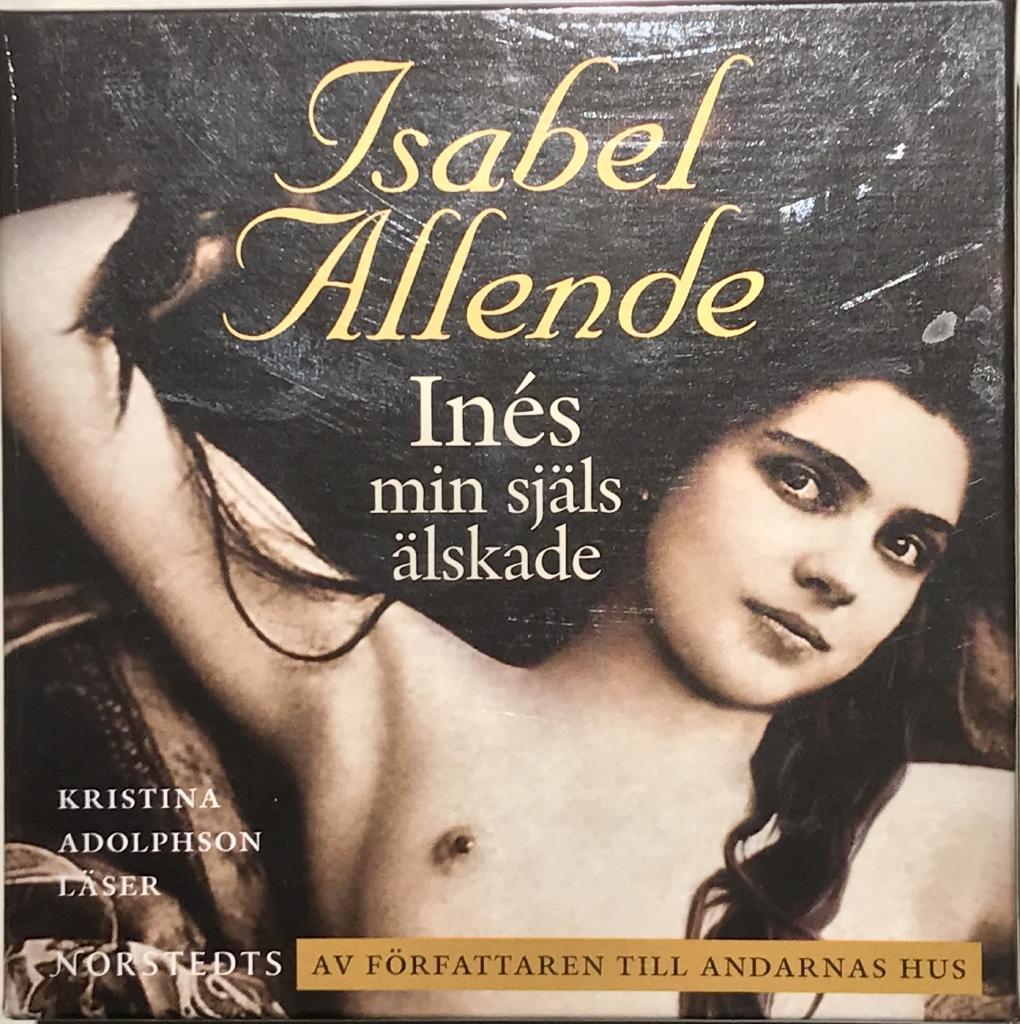 Isabel
Allende
Inés
min själs
älskade
KRISTINA
ADOLPHSON
LÄSER
NORSTEDTS
AV FÖRFATTAREN TILL ANDARNAS HUS